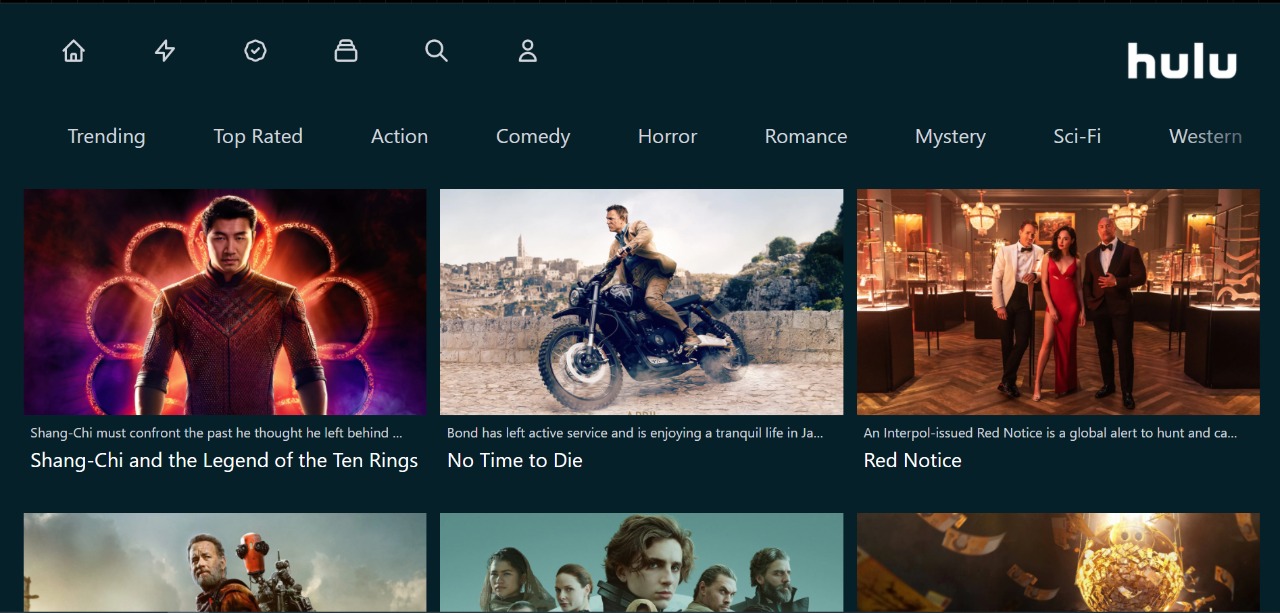 hulu
Trending Top Rated Action Comedy Horror Romance Mystery Sci-Fi Western
Shang-Chi must confront the past he thought he left behind ...
Shang-Chi and the Legend of the Ten Rings
Bond has left active service and is enjoying a tranquil life in Ja...
No Time to Die
An Interpol-issued Red Notice is a global alert to hunt and ca...
Red Notice